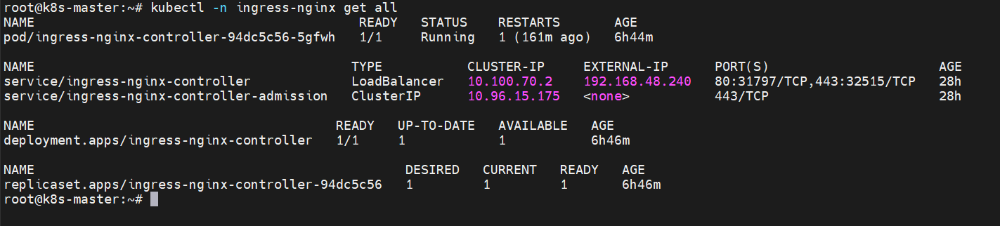 root@k8s-master:~# kubectl -n ingress-nginx get all
NAME READY STATUS RESTARTS AGE
pod/ingress-nginx-controller-94dc5c56-5gfwh 1/1 Running 1 (161m ago) 6h44m
NAME TYPE CLUSTER-IP EXTERNAL-IP PORT(S) AGE
service/ingress-nginx-controller LoadBalancer 10.100.70.2 192.168.48.240 80:31797/TCP,443:32515/TCP 28h
service/ingress-nginx-controller-admission ClusterIP 10.96.15.175 <none> 443/TCP 28h
NAME READY UP-TO-DATE AVAILABLE AGE
deployment.apps/ingress-nginx-controller 1/1 1 1 6h46m
NAME DESIRED CURRENT READY AGE
replicaset.apps/ingress-nginx-controller-94dc5c56 1 1 1 6h46m
root@k8s-master:~#